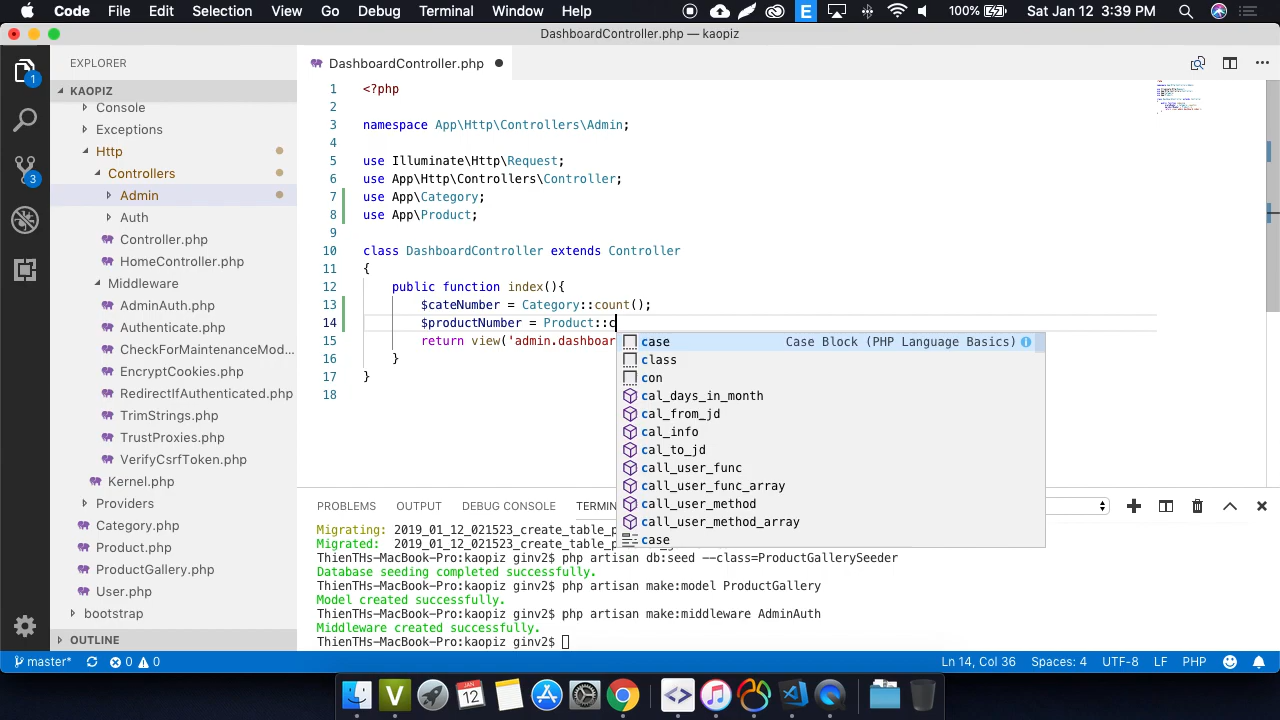 Code File Edit Selection View Go Debug Terminal Window Help E 100% Sat Jan 12 3:39 PM
DashboardController.php — kaopiz
EXPLORER
KAOPIZ
Console
Exceptions
Http
Controllers
Admin
Auth
Controller.php
HomeController.php
Middleware
AdminAuth.php
Authenticate.php
CheckForMaintenanceMod...
EncryptCookies.php
RedirectIfAuthenticated.php
TrimStrings.php
TrustProxies.php
VerifyCsrfToken.php
Kernel.php
Providers
Category.php
Product.php
ProductGallery.php
User.php
bootstrap
OUTLINE
1
3
DashboardController.php
1 <?php
2
3 namespace App\Http\Controllers\Admin;
4
5 use Illuminate\Http\Request;
6 use App\Http\Controllers\Controller;
7 use App\Category;
8 use App\Product;
9
10 class DashboardController extends Controller
11 {
12 public function index(){
13 $cateNumber = Category::count();
14 $productNumber = Product::c
15 return view('admin.dashboar
16 }
17 }
18
case Case Block (PHP Language Basics)
class
con
cal_days_in_month
cal_from_jd
cal_info
cal_to_jd
call_user_func
call_user_func_array
call_user_method
call_user_method_array
case
PROBLEMS OUTPUT DEBUG CONSOLE TERMIN
Migrating: 2019_01_12_021523_create_table_p
Migrated: 2019_01_12_021523_create_table_p
ThienTHs-MacBook-Pro:kaopiz ginv2$ php artisan db:seed --class=ProductGallerySeeder
Database seeding completed successfully.
ThienTHs-MacBook-Pro:kaopiz ginv2$ php artisan make:model ProductGallery
Model created successfully.
ThienTHs-MacBook-Pro:kaopiz ginv2$ php artisan make:middleware AdminAuth
Middleware created successfully.
ThienTHs-MacBook-Pro:kaopiz ginv2$
master* 0 0 Ln 14, Col 36 Spaces: 4 UTF-8 LF PHP
V JAN 12